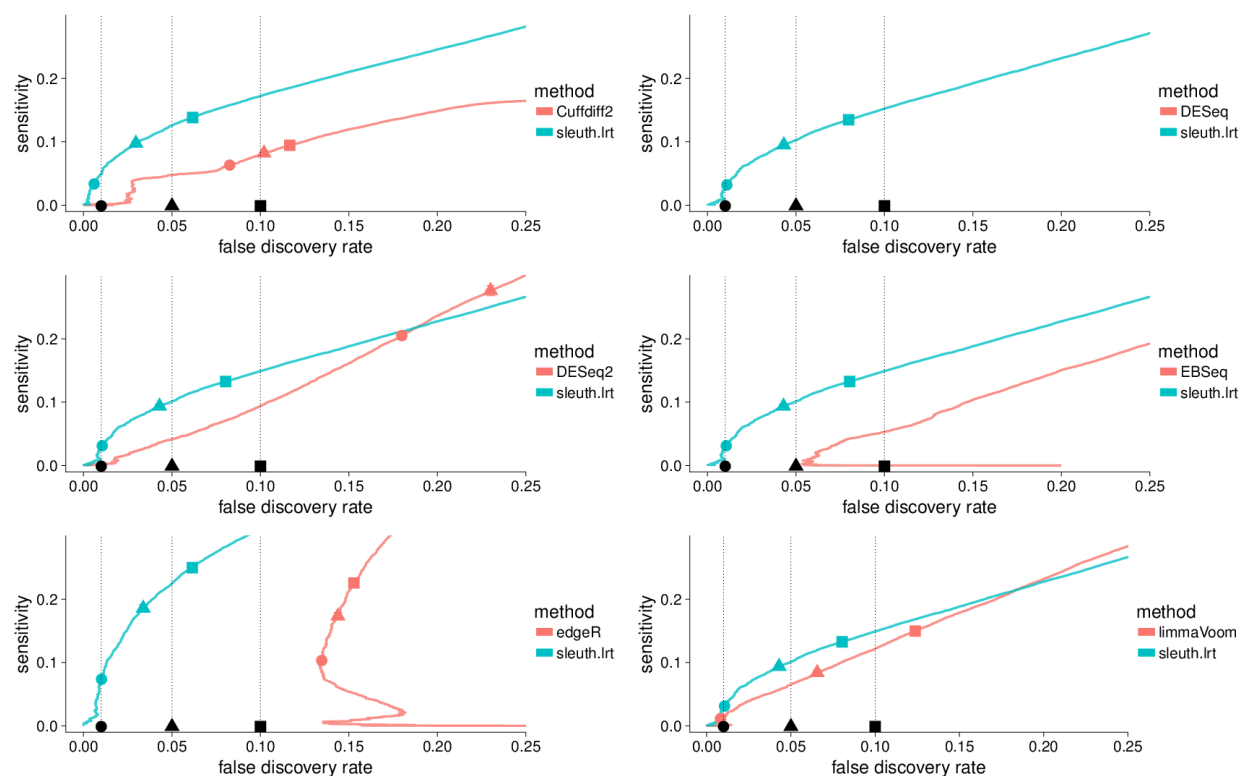 sensitivity
0.2
0.1
0.0
0.00 0.05 0.10 0.15 0.20 0.25
false discovery rate
method
Cuffdiff2
sleuth.lrt
sensitivity
0.2
0.1
0.0
0.00 0.05 0.10 0.15 0.20 0.25
false discovery rate
method
DESeq
sleuth.lrt
sensitivity
0.2
0.1
0.0
0.00 0.05 0.10 0.15 0.20 0.25
false discovery rate
method
DESeq2
sleuth.lrt
sensitivity
0.2
0.1
0.0
0.00 0.05 0.10 0.15 0.20 0.25
false discovery rate
method
EBSeq
sleuth.lrt
sensitivity
0.2
0.1
0.0
0.00 0.05 0.10 0.15 0.20 0.25
false discovery rate
method
edgeR
sleuth.lrt
sensitivity
0.2
0.1
0.0
0.00 0.05 0.10 0.15 0.20 0.25
false discovery rate
method
limmaVoom
sleuth.lrt